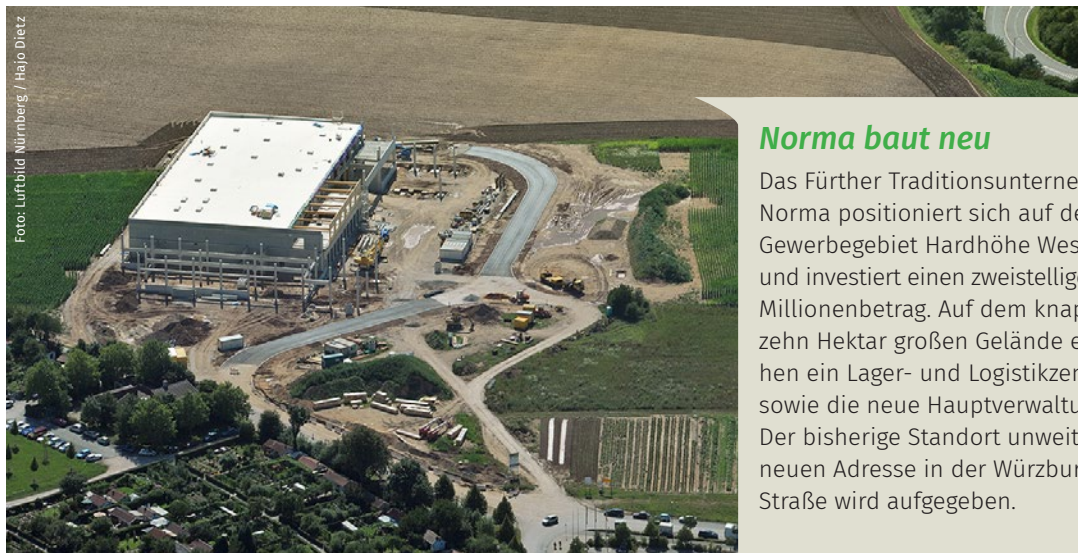 Foto: Luftbild Nürnberg / Hajo Dietz
Norma baut neu
Das Fürther Traditionsunterne
Norma positioniert sich auf de
Gewerbegebiet Hardhöhe Wes
und investiert einen zweistellige
Millionenbetrag. Auf dem knap
zehn Hektar großen Gelände e
hen ein Lager- und Logistikzen
sowie die neue Hauptverwaltu
Der bisherige Standort unweit
neuen Adresse in der Würzbur
Straße wird aufgegeben.